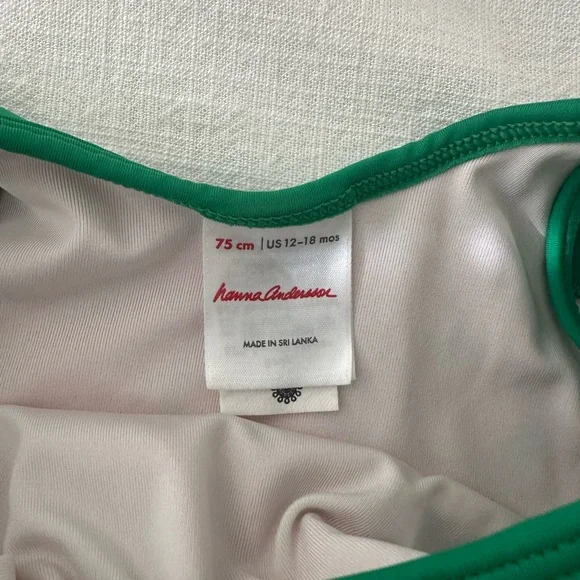 75 cm | US 12-18 mos
hanna andersson
MADE IN SRI LANKA